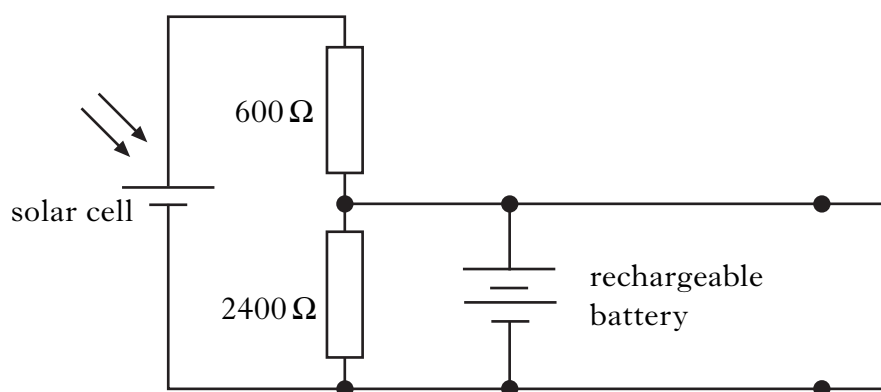 600 Ω
solar cell
2400 Ω
rechargeable
battery